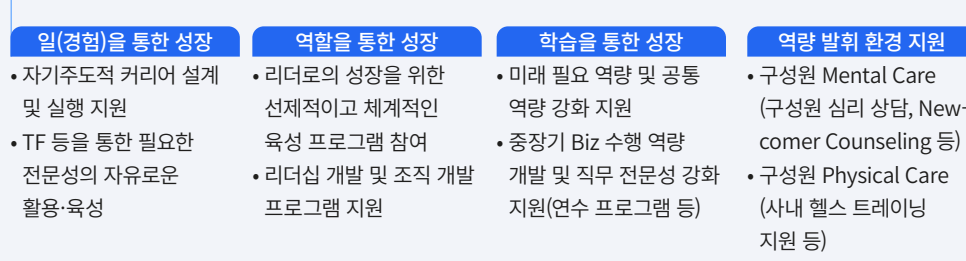 일(경험)을 통한 성장
• 자기주도적 커리어 설계
및 실행 지원
• TF 등을 통한 필요한
전문성의 자유로운
활용·육성
역할을 통한 성장
• 리더로의 성장을 위한
선제적이고 체계적인
육성 프로그램 참여
• 리더십 개발 및 조직 개발
프로그램 지원
학습을 통한 성장
• 미래 필요 역량 및 공통
역량 강화 지원
• 중장기 Biz 수행 역량
개발 및 직무 전문성 강화
지원(연수 프로그램 등)
역량 발휘 환경 지원
• 구성원 Mental Care
(구성원 심리 상담, New-
comer Counseling 등)
• 구성원 Physical Care
(사내 헬스 트레이닝
지원 등)